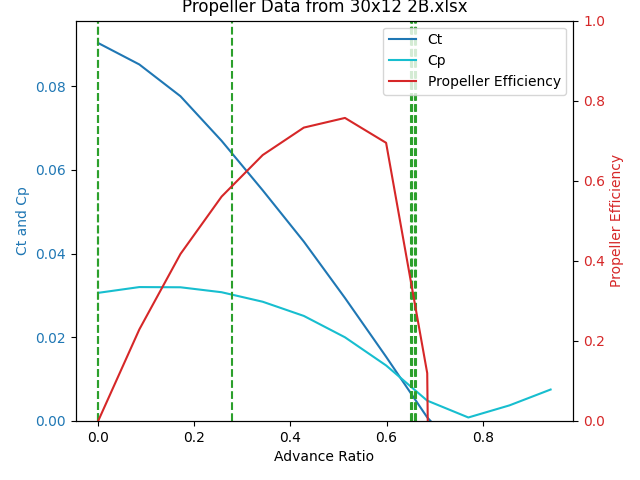 Propeller Data from 30x12 2B.xlsx
Ct
Cp
Propeller Efficiency
Ct and Cp
0.08
0.06
0.04
0.02
0.00
1.0
0.8
0.6
0.4
0.2
0.0
Propeller Efficiency
0.0 0.2 0.4 0.6 0.8
Advance Ratio